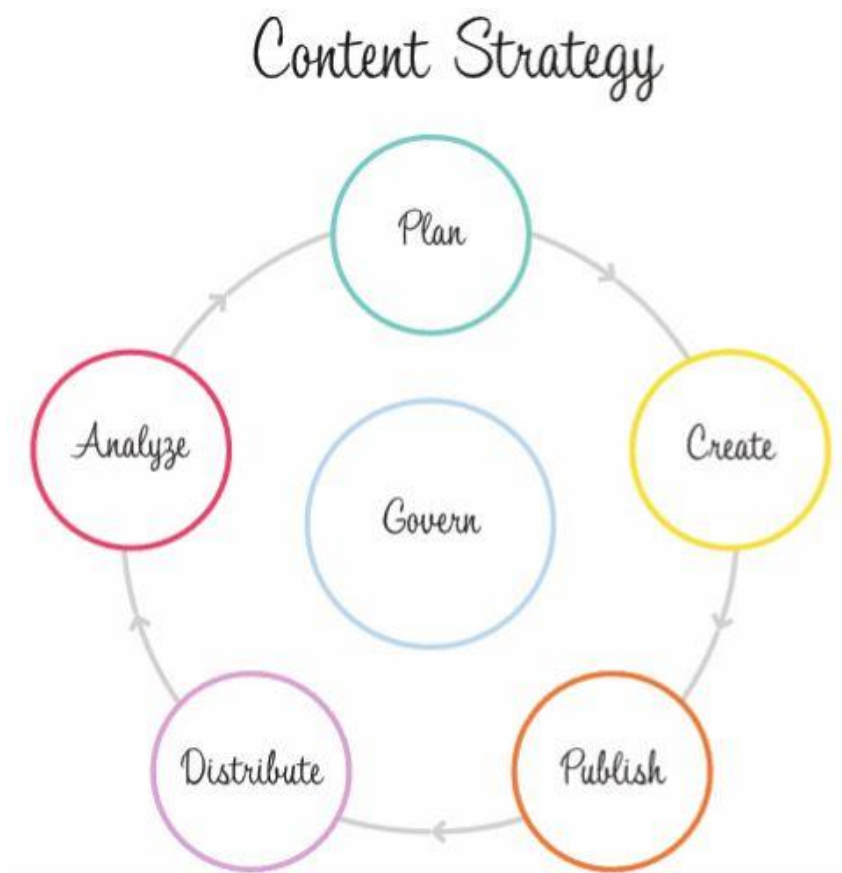 Content Strategy
Plan
Create
Publish
Distribute
Analyze
Govern